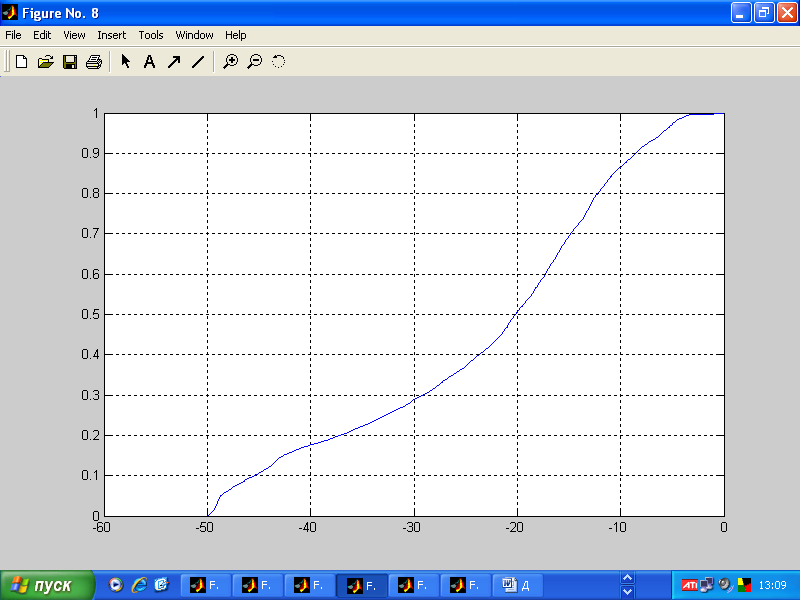 Figure No. 8
File Edit View Insert Tools Window Help
A
1
0.9
0.8
0.7
0.6
0.5
0.4
0.3
0.2
0.1
0
-60 -50 -40 -30 -20 -10 0
пуск F. F. F. F. F. F. Д ATI 13:09